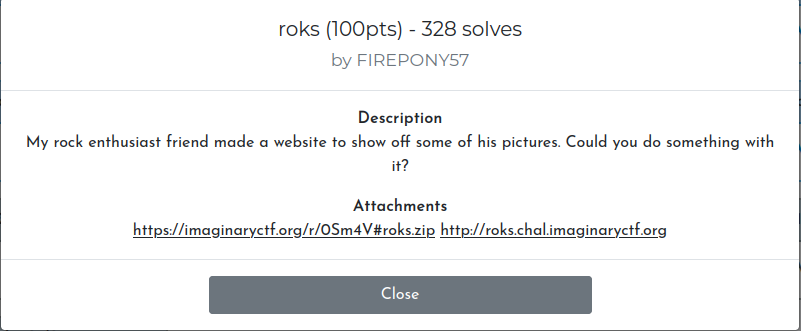 roks (100pts) - 328 solves
by FIREPONY57
Description
My rock enthusiast friend made a website to show off some of his pictures. Could you do something with
it?
Attachments
https://imaginaryctf.org/r/0Sm4V#roks.zip http://roks.chal.imaginaryctf.org
Close